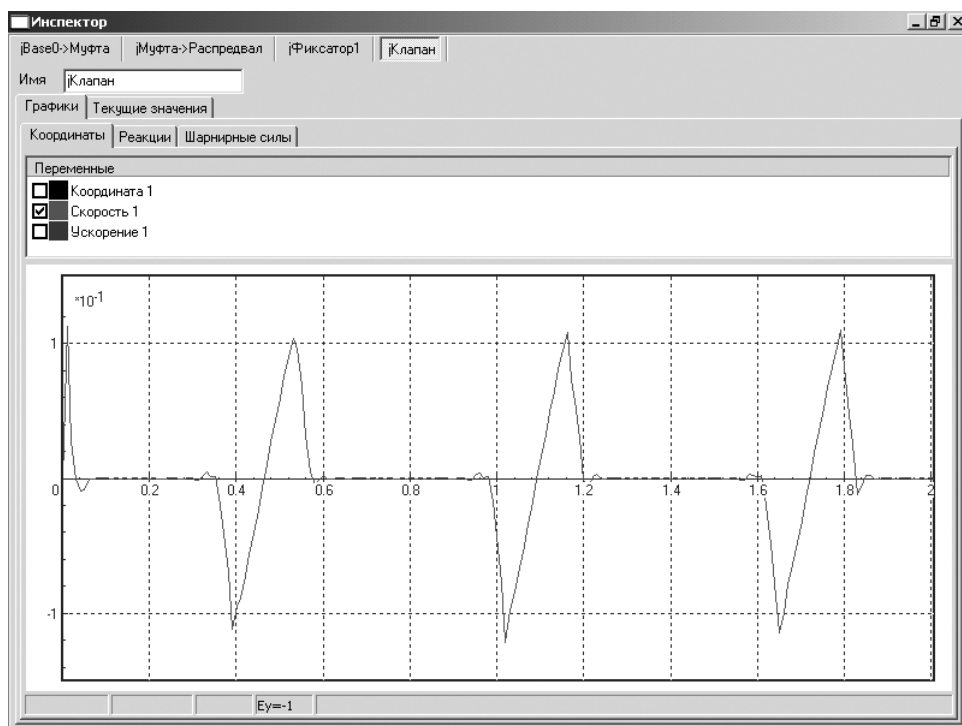 Инспектор
jBase0->Муфта jМуфта->Распредвал jФиксатор1 jКлапан
Имя jКлапан
Графики Текущие значения
Координаты Реакции Шарнирные силы
Переменные
Координата 1
Скорость 1
Ускорение 1
*10-1
1
0 0.2 0.4 0.6 0.8 1.0 1.2 1.4 1.6 1.8 2
-1
Ey=-1